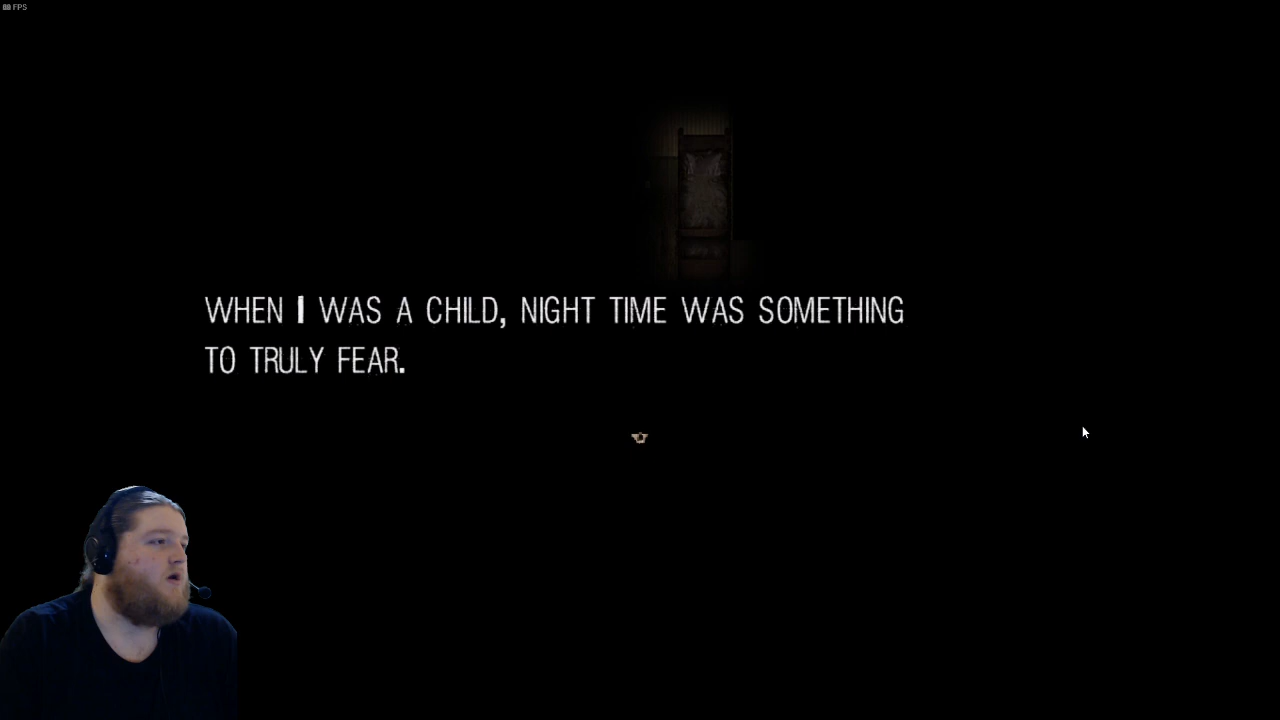 FPS
WHEN I WAS A CHILD, NIGHT TIME WAS SOMETHING
TO TRULY FEAR.